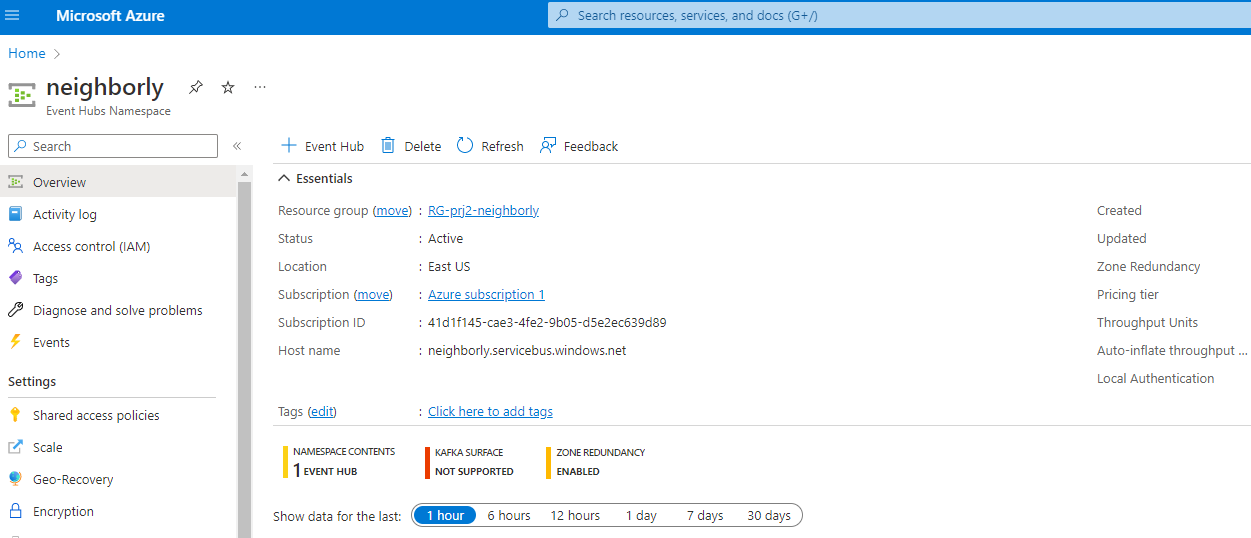 Microsoft Azure
Search resources, services, and docs (G+/)
Home
neighborly
Event Hubs Namespace
Search
Event Hub Delete Refresh Feedback
Overview
Activity log
Access control (IAM)
Tags
Diagnose and solve problems
Events
Settings
Shared access policies
Scale
Geo-Recovery
Encryption
Essentials
Resource group (move) : RG-prj2-neighborly
Status : Active
Location : East US
Subscription (move) : Azure subscription 1
Subscription ID : 41d1f145-cae3-4fe2-9b05-d5e2ec639d89
Host name : neighborly.servicebus.windows.net
Tags (edit) : Click here to add tags
Created
Updated
Zone Redundancy
Pricing tier
Throughput Units
Auto-inflate throughput ...
Local Authentication
NAMESPACE CONTENTS
1 EVENT HUB
KAFKA SURFACE
NOT SUPPORTED
ZONE REDUNDANCY
ENABLED
Show data for the last: 1 hour 6 hours 12 hours 1 day 7 days 30 days